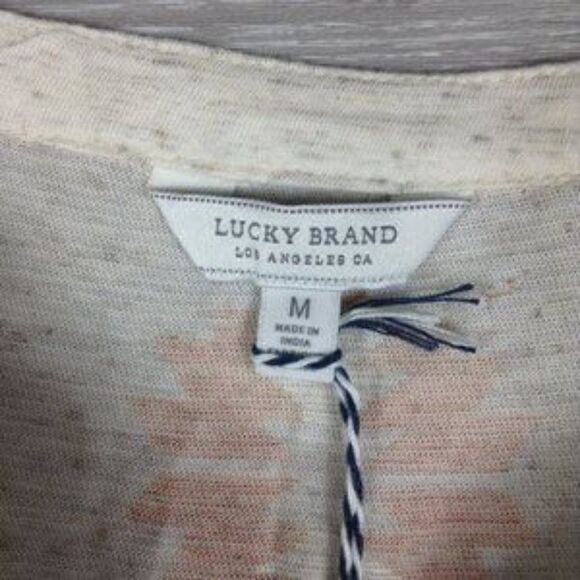 LUCKY BRAND
LOS ANGELES CA
M
MADE IN
INDIA